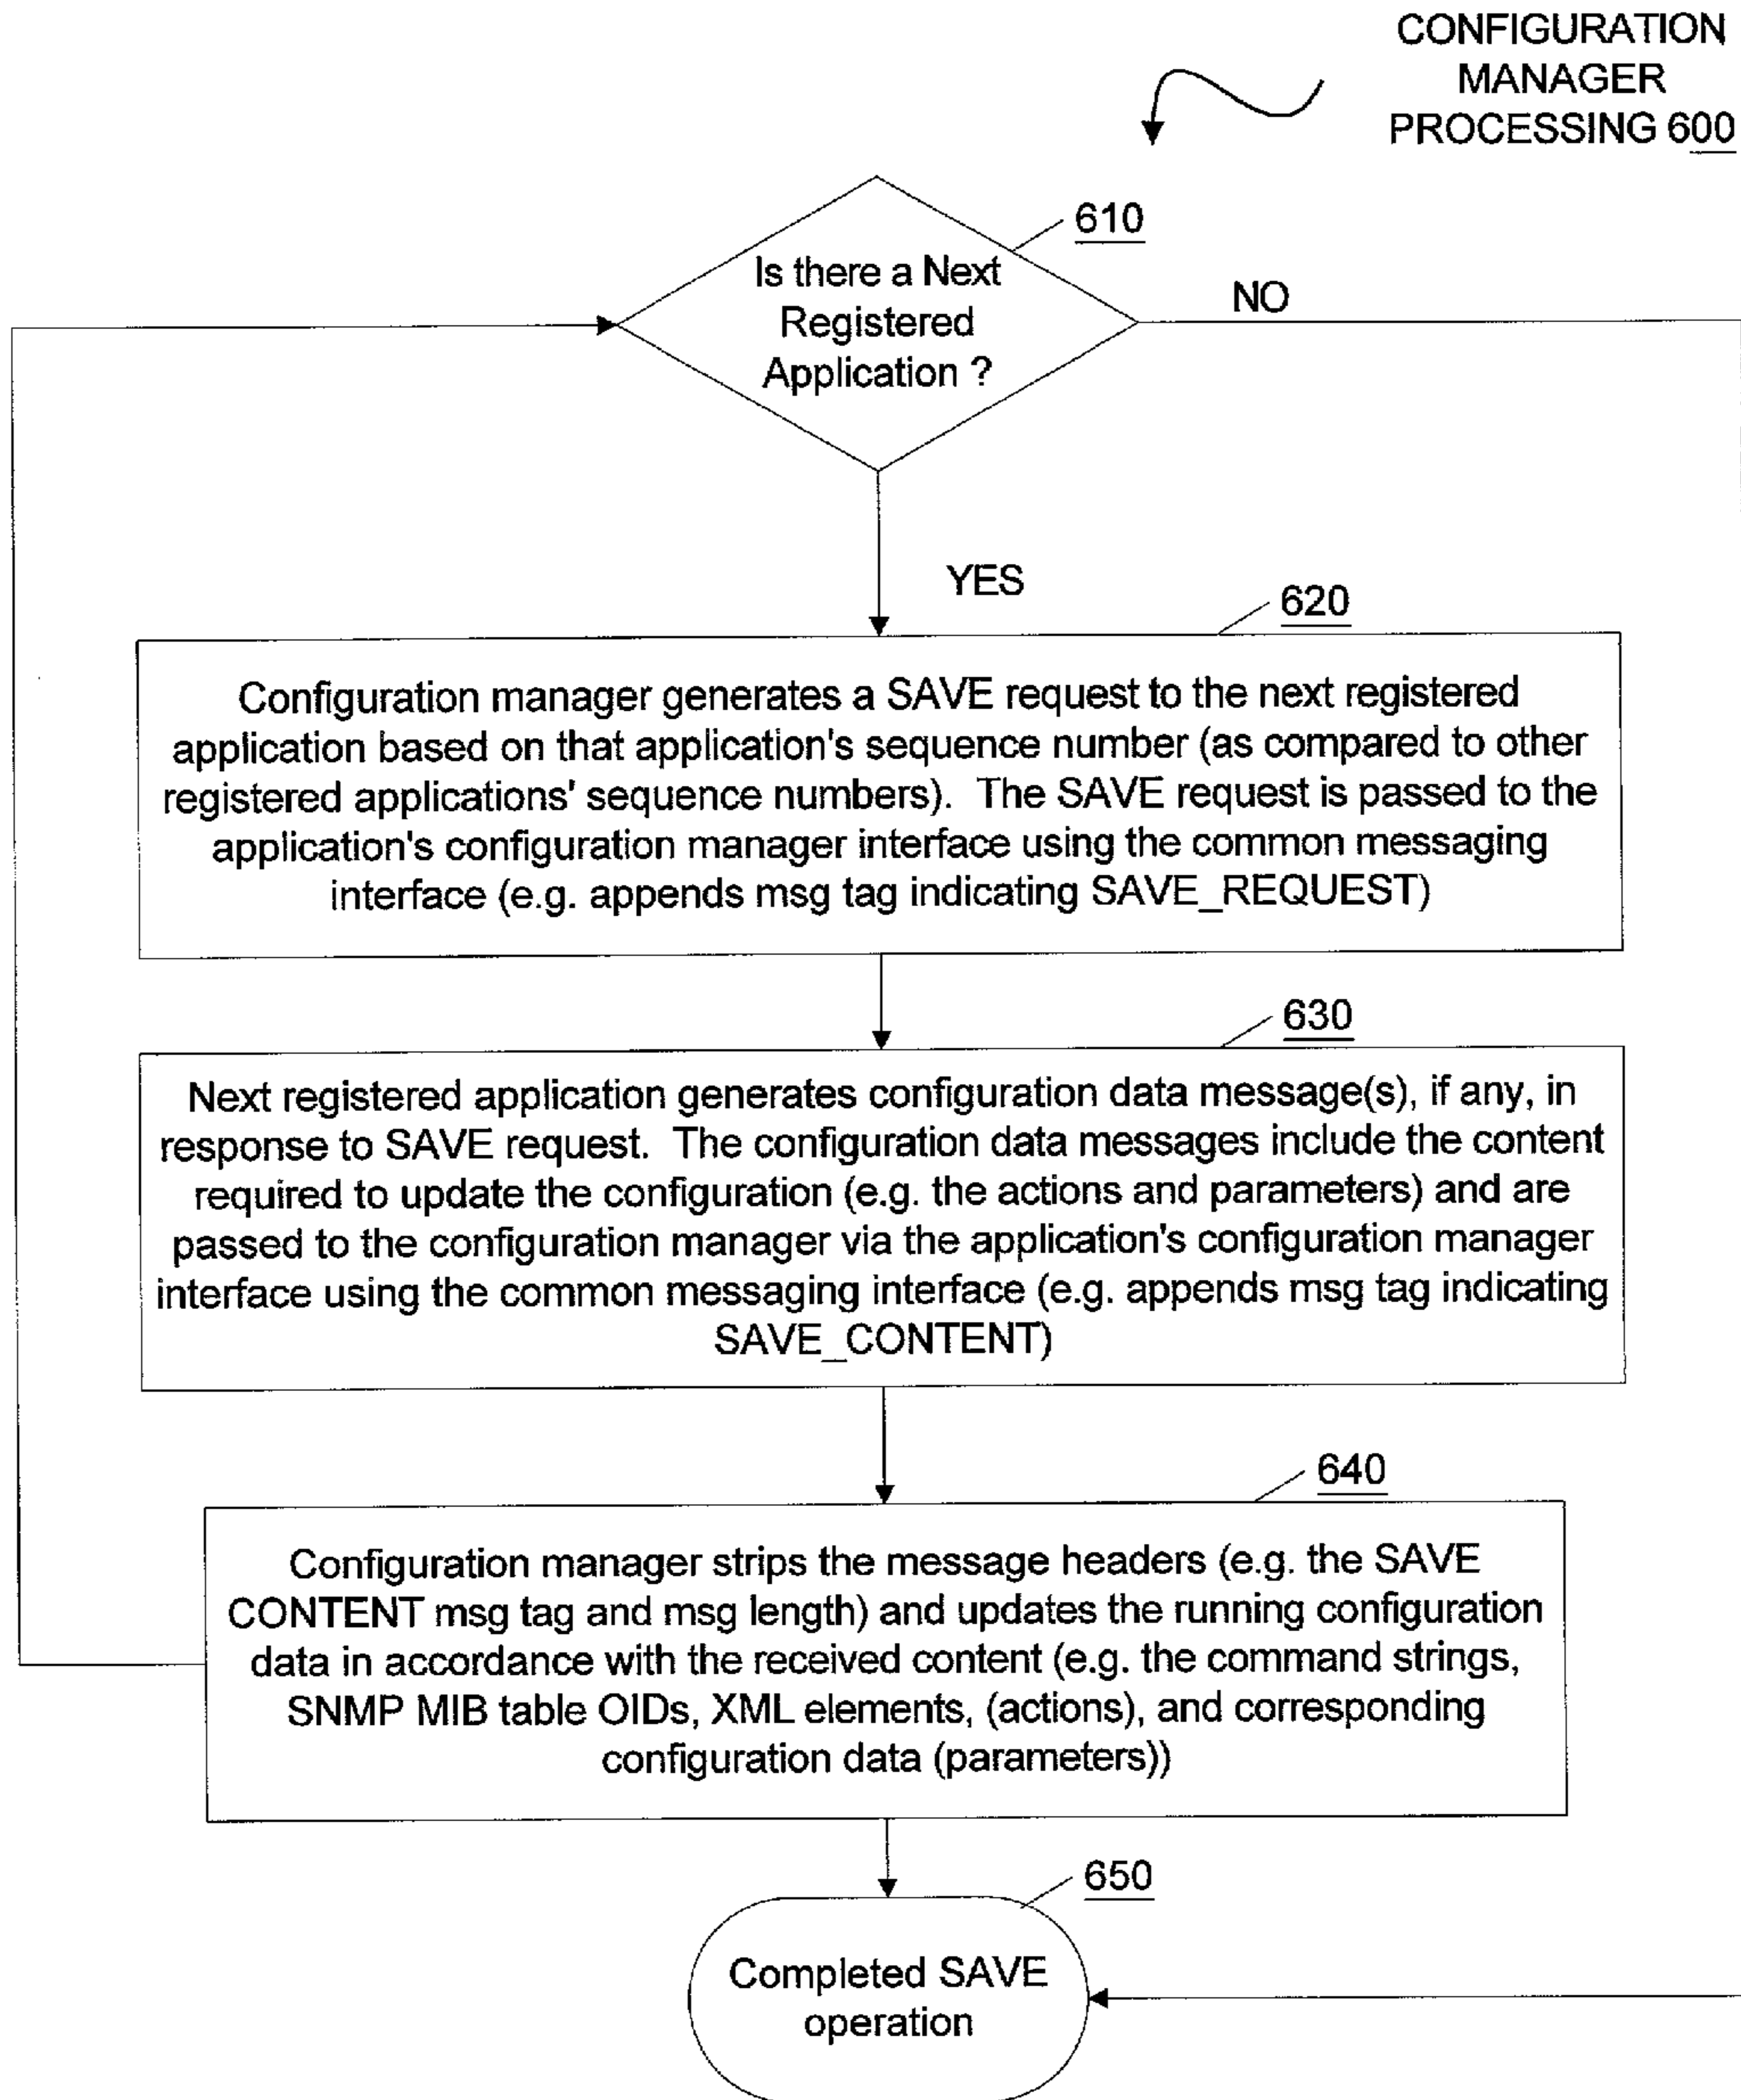 CONFIGURATION
MANAGER
PROCESSING 600
610
Is there a Next
Registered
Application ?
NO
YES
620
Configuration manager generates a SAVE request to the next registered
application based on that application's sequence number (as compared to other
registered applications' sequence numbers). The SAVE request is passed to the
application's configuration manager interface using the common messaging
interface (e.g. appends msg tag indicating SAVE_REQUEST)
630
Next registered application generates configuration data message(s), if any, in
response to SAVE request. The configuration data messages include the content
required to update the configuration (e.g. the actions and parameters) and are
passed to the configuration manager via the application's configuration manager
interface using the common messaging interface (e.g. appends msg tag indicating
SAVE_CONTENT)
640
Configuration manager strips the message headers (e.g. the SAVE
CONTENT msg tag and msg length) and updates the running configuration
data in accordance with the received content (e.g. the command strings,
SNMP MIB table OIDs, XML elements, (actions), and corresponding
configuration data (parameters))
650
Completed SAVE
operation